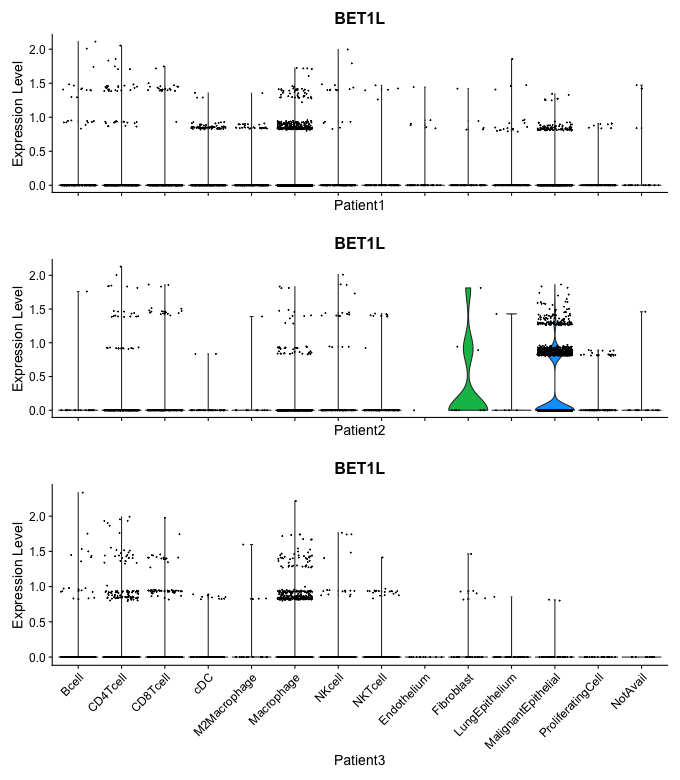 BET1L
Expression Level
2.0
1.5
1.0
0.5
0.0
Patient1
BET1L
Expression Level
2.0
1.5
1.0
0.5
0.0
Patient2
BET1L
Expression Level
2.0
1.5
1.0
0.5
0.0
Bcell
CD4Tcell
CD8Tcell
cDC
M2Macrophage
Macrophage
NKcell
NKTcell
Endothelium
Fibroblast
LungEpithelium
MalignantEpithelial
ProliferatingCell
NotAvail
Patient3